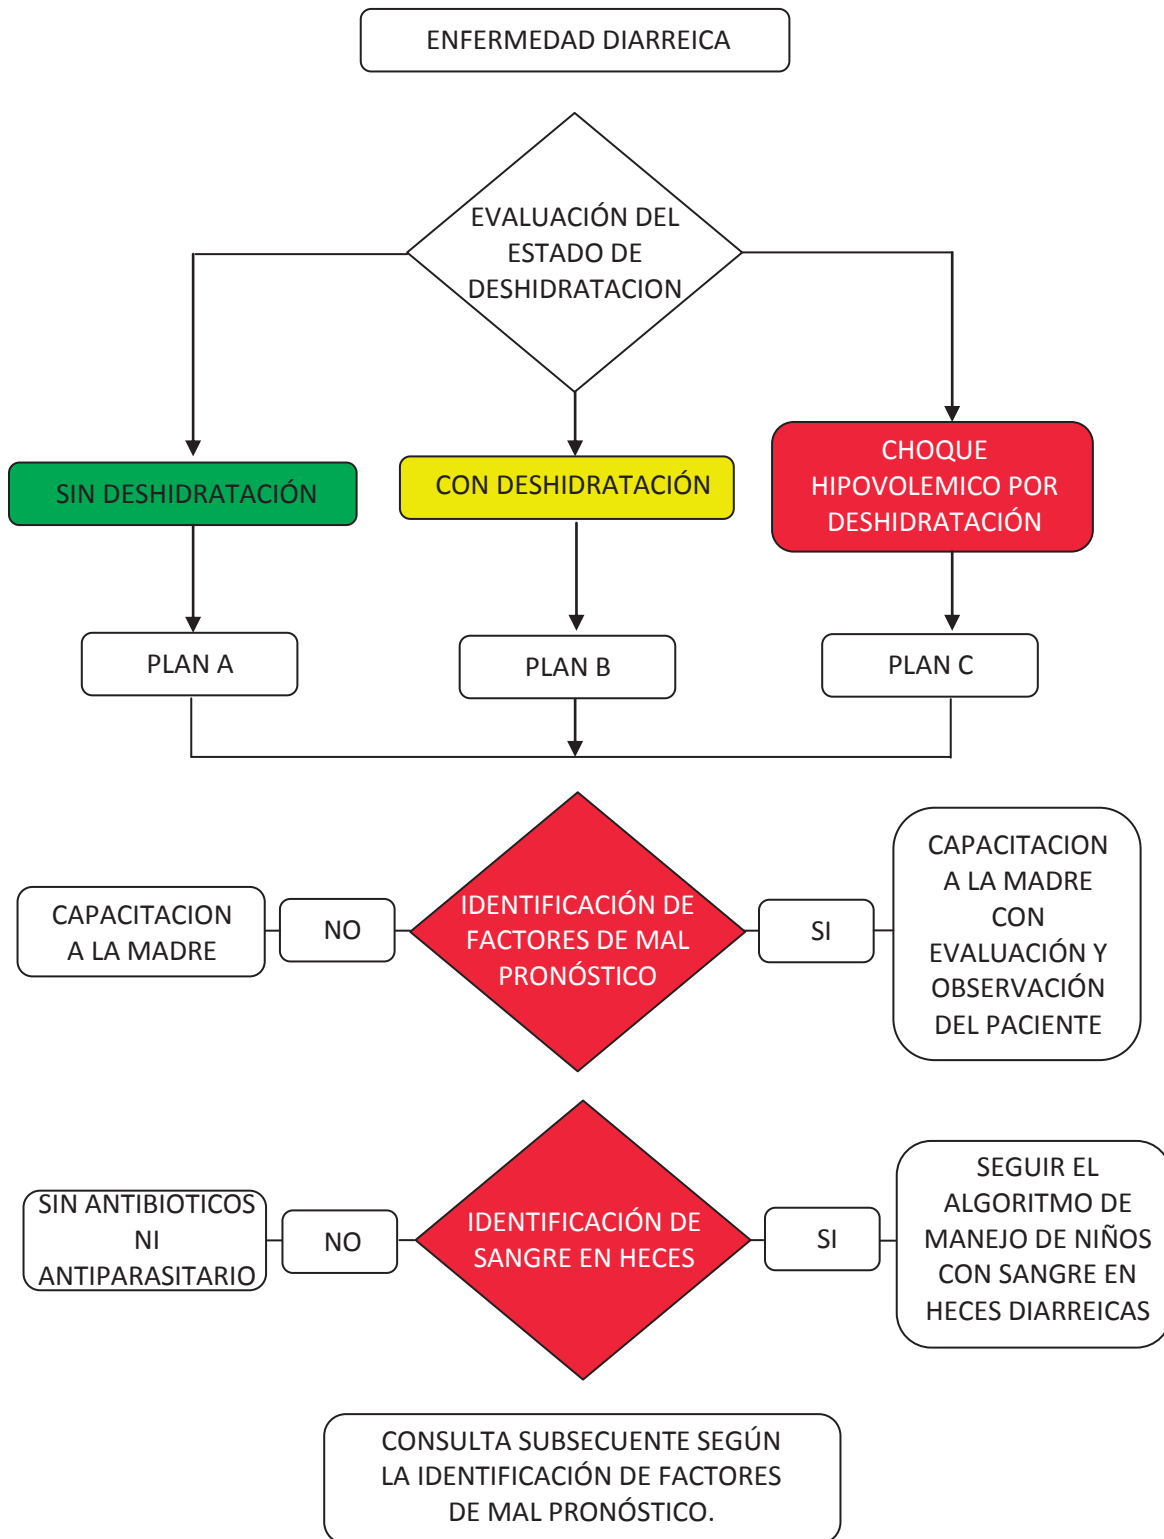 ENFERMEDAD DIARREICA
EVALUACIÓN DEL
ESTADO DE
DESHIDRATACION
SIN DESHIDRATACIÓN
CON DESHIDRATACIÓN
CHOQUE
HIPOVOLEMICO POR
DESHIDRATACIÓN
PLAN A
PLAN B
PLAN C
CAPACITACION
A LA MADRE
NO
IDENTIFICACIÓN DE
FACTORES DE MAL
PRONÓSTICO
SI
CAPACITACION
A LA MADRE
CON
EVALUACIÓN Y
OBSERVACIÓN
DEL PACIENTE
SIN ANTIBIOTICOS
NI
ANTIPARASITARIO
NO
IDENTIFICACIÓN DE
SANGRE EN HECES
SI
SEGUIR EL
ALGORITMO DE
MANEJO DE NIÑOS
CON SANGRE EN
HECES DIARREICAS
CONSULTA SUBSECUENTE SEGÚN
LA IDENTIFICACIÓN DE FACTORES
DE MAL PRONÓSTICO.